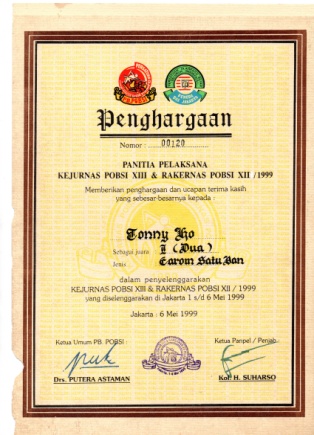 Penghargaan
Nomor : 00120
PANITIA PELAKSANA
KEJURNAS POBSI XIII & RAKERNAS POBSI XII / 1999
Memberikan penghargaan dan ucapan terima kasih
yang sebesar-besarnya kepada :
Tonny Ho
Sebagai juara II (Dua)
Jenis Carom Satu Ban
dalam penyelenggarakan
KEJURNAS POBSI XIII & RAKERNAS POBSI XII / 1999
yang diselenggarakan di Jakarta 1 s/d 6 Mei 1999
Jakarta : 6 Mei 1999
Ketua Umum PB. POBSI : Ketua Panpel / Penjab
Drs. PUTERA ASTAMAN Kol. H. SUHARSO